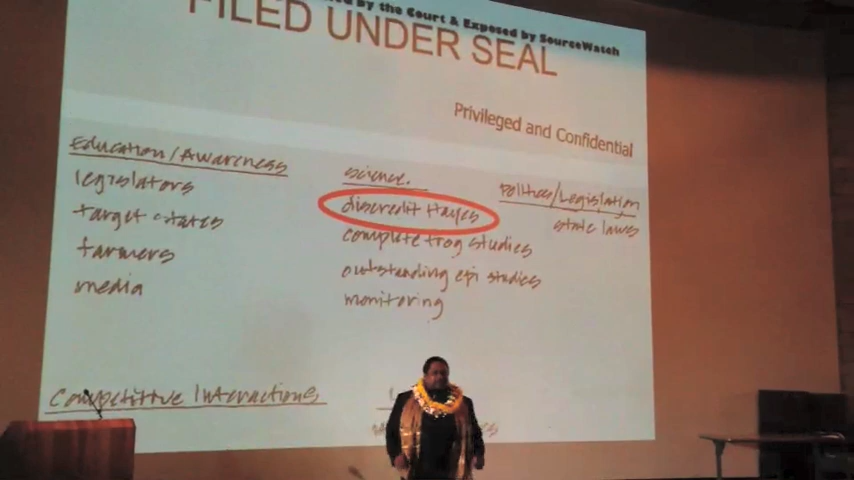 by the Court & Exposed by SourceWatch
FILED UNDER SEAL
Privileged and Confidential
Education/Awareness
legislators
target states
farmers
media
science.
discredit Hayes
complete frog studies
outstanding epi studies
monitoring
Politics/Legislation
state laws
Competitive Interactions